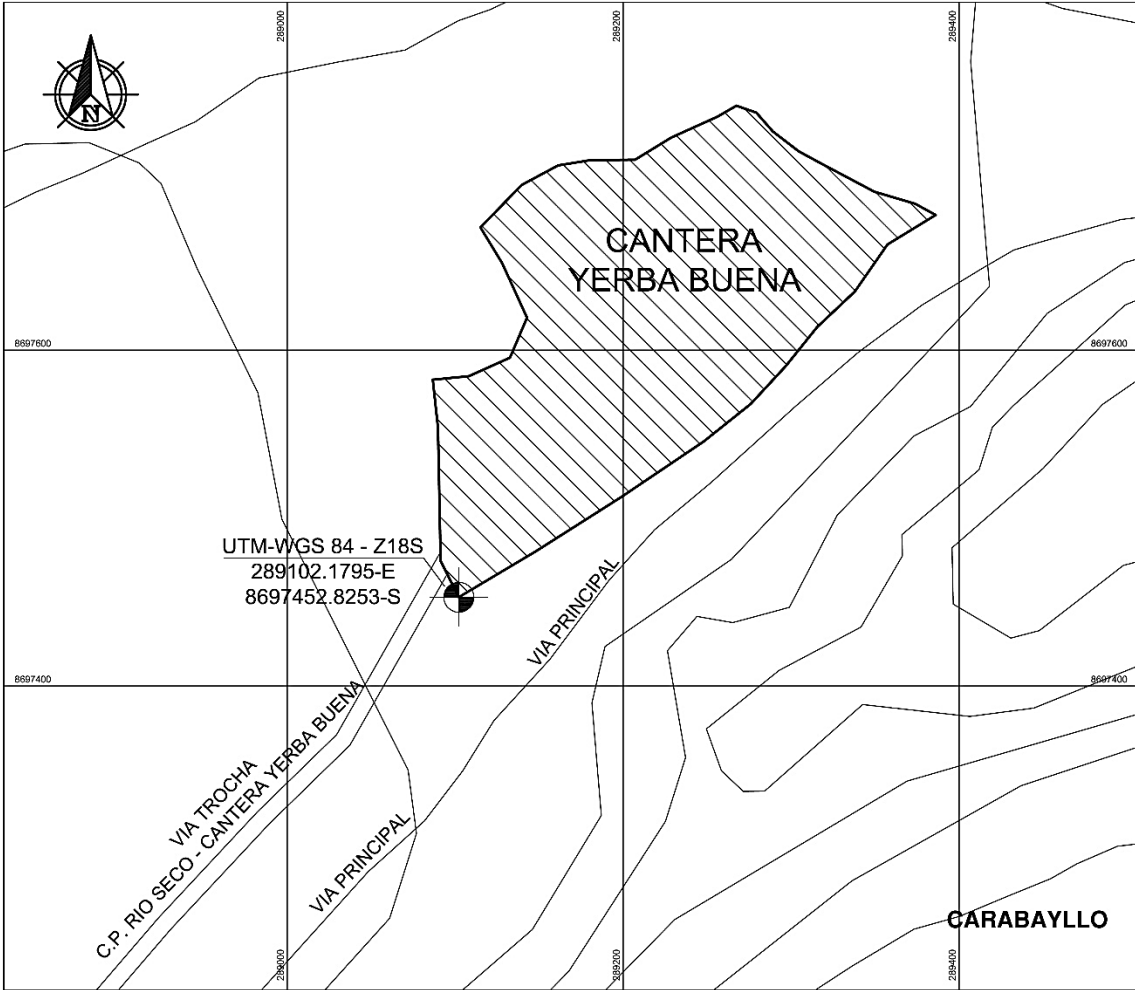 289000
289200
289400
N
CANTERA
YERBA BUENA
8697600
8697600
UTM-WGS 84 - Z18S
289102.1795-E
8697452.8253-S
VIA PRINCIPAL
8697400
8697400
VIA TROCHA
C.P. RIO SECO - CANTERA YERBA BUENA
VIA PRINCIPAL
CARABAYLLO
289000
289200
289400